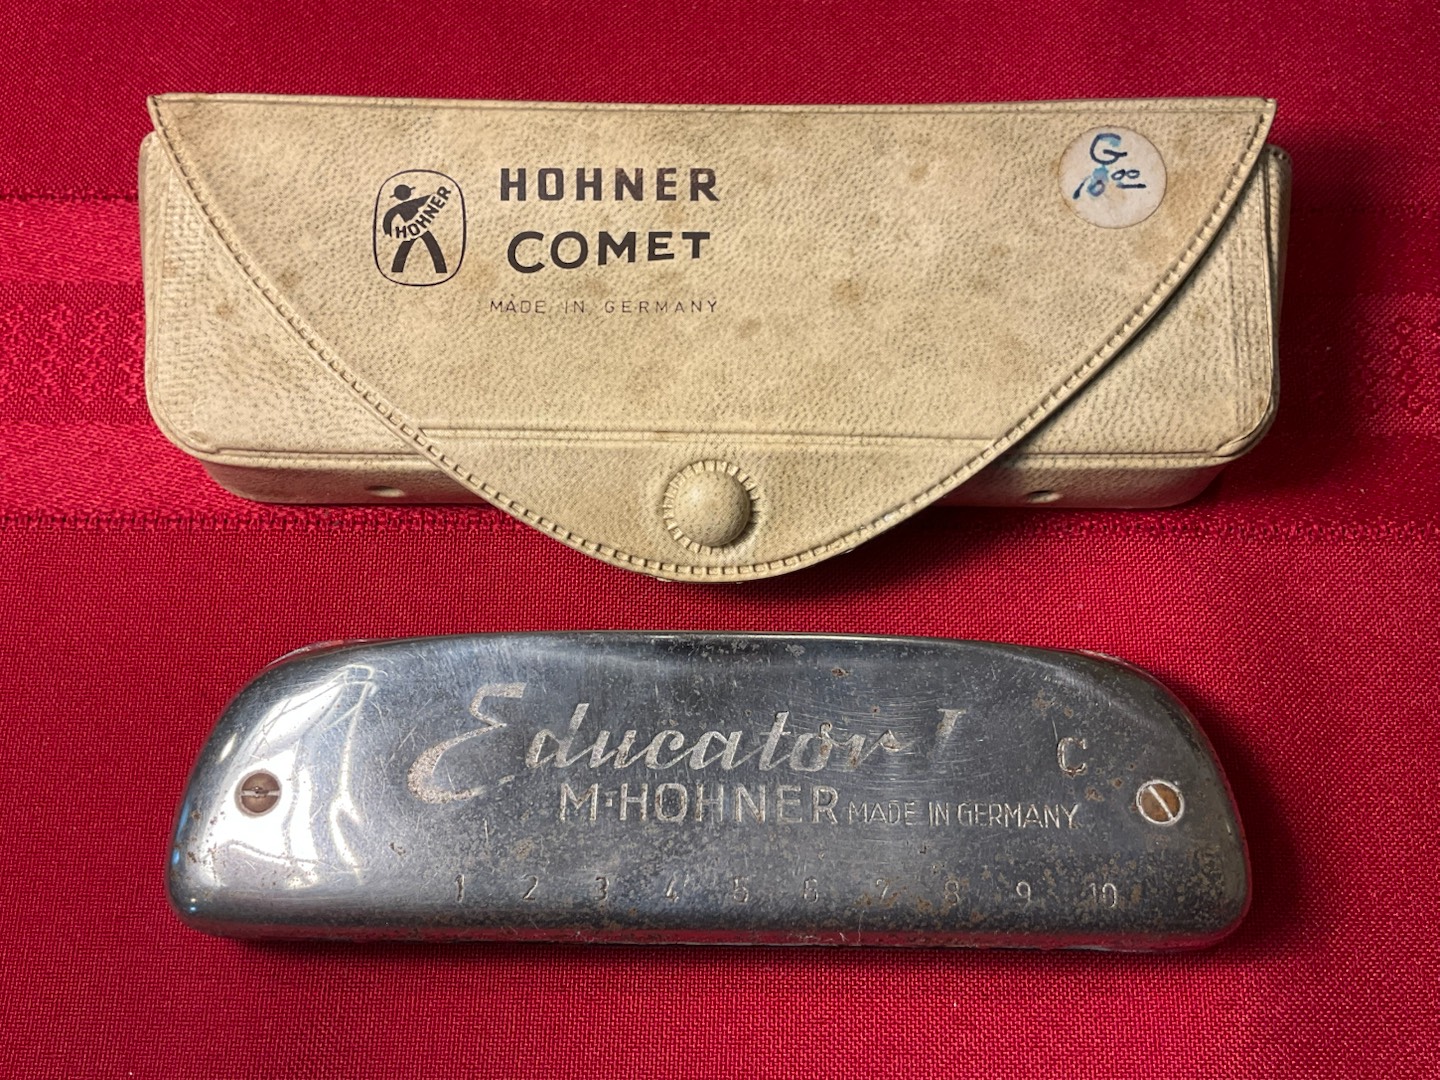 HOHNER
HOHNER
COMET
MADE IN GERMANY
G
Educator I
C
M. HOHNER MADE IN GERMANY
1 2 3 4 5 6 7 8 9 10